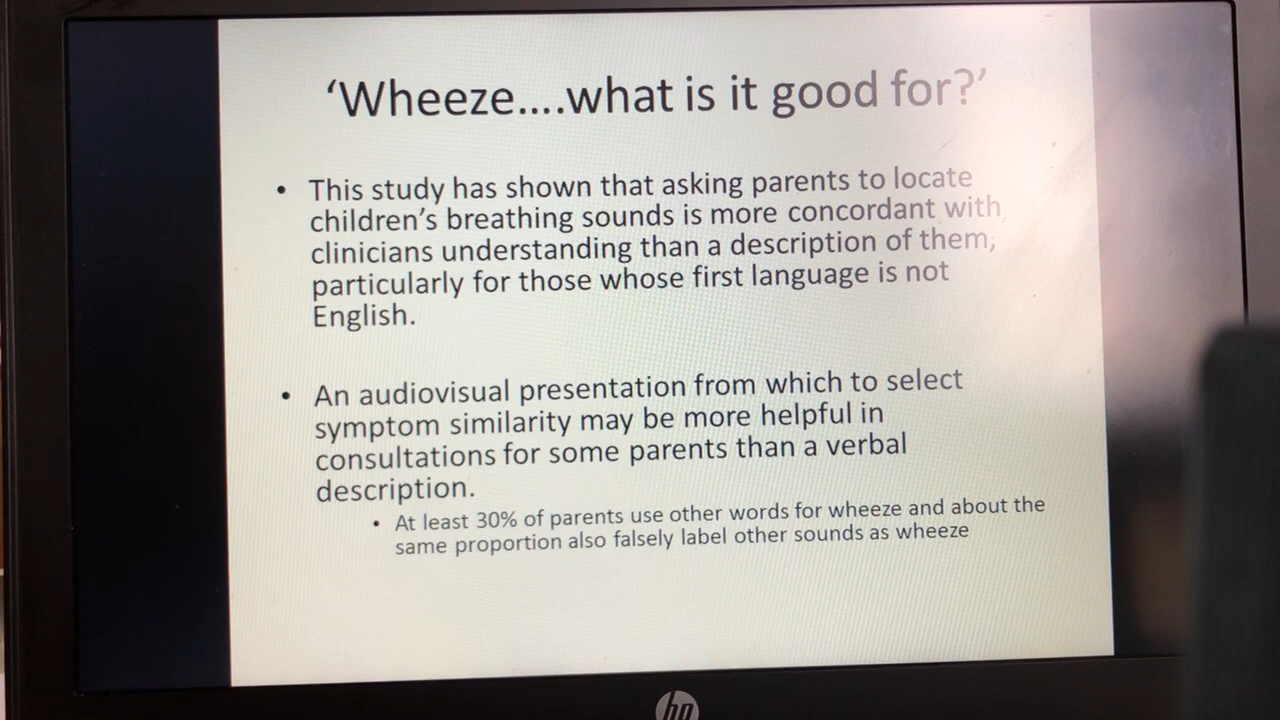 ‘Wheeze....what is it good for?’
• This study has shown that asking parents to locate
children’s breathing sounds is more concordant with
clinicians understanding than a description of them,
particularly for those whose first language is not
English.
• An audiovisual presentation from which to select
symptom similarity may be more helpful in
consultations for some parents than a verbal
description.
• At least 30% of parents use other words for wheeze and about the
same proportion also falsely label other sounds as wheeze
hp